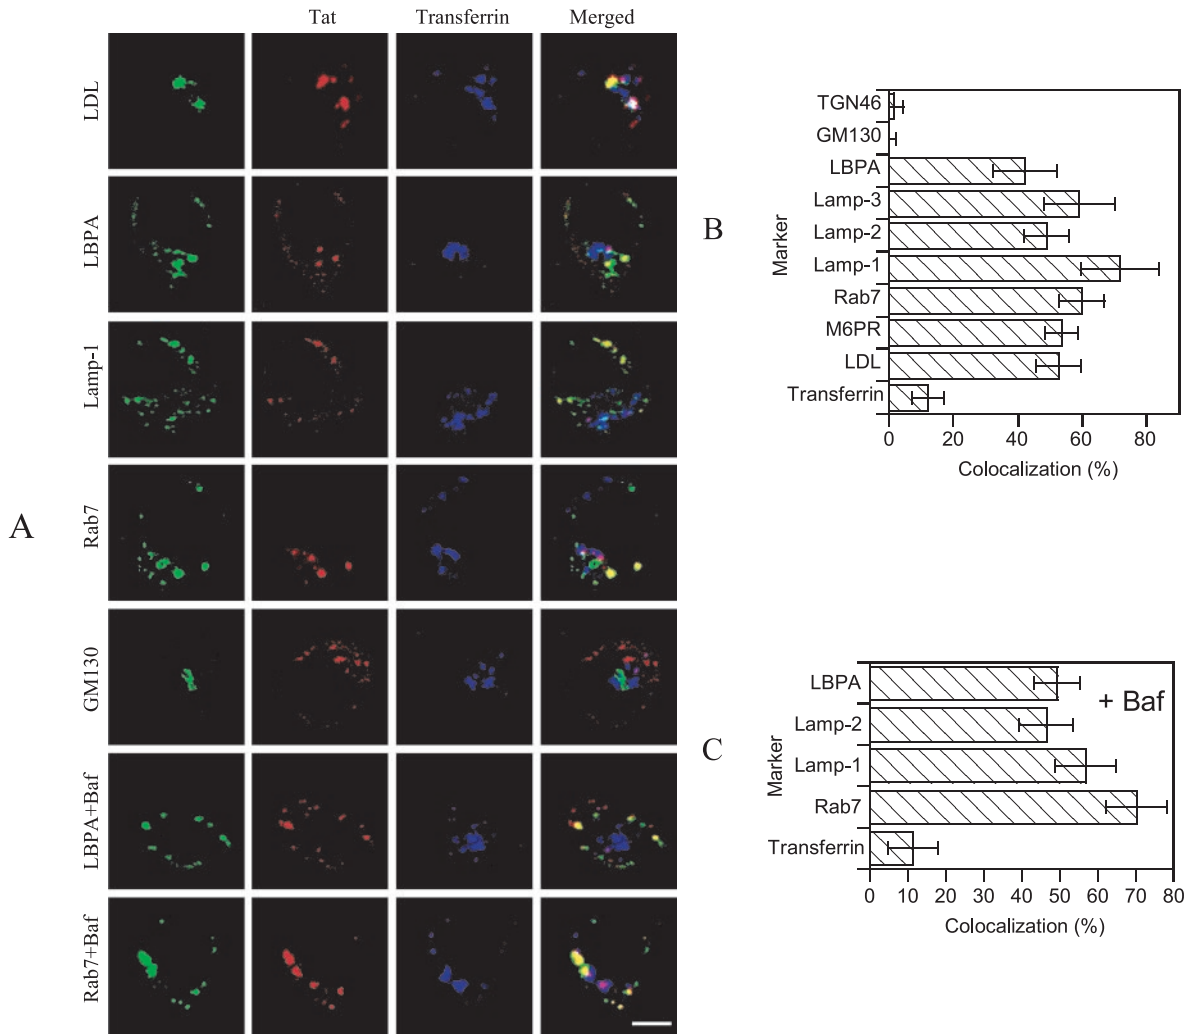 Tat Transferrin Merged
LDL
LBPA
Lamp-1
Rab7
GM130
LBPA+Baf
Rab7+Baf
A
B
Marker
TGN46
GM130
LBPA
Lamp-3
Lamp-2
Lamp-1
Rab7
M6PR
LDL
Transferrin
0 20 40 60 80
Colocalization (%)
C
Marker
+ Baf
LBPA
Lamp-2
Lamp-1
Rab7
Transferrin
0 10 20 30 40 50 60 70 80
Colocalization (%)